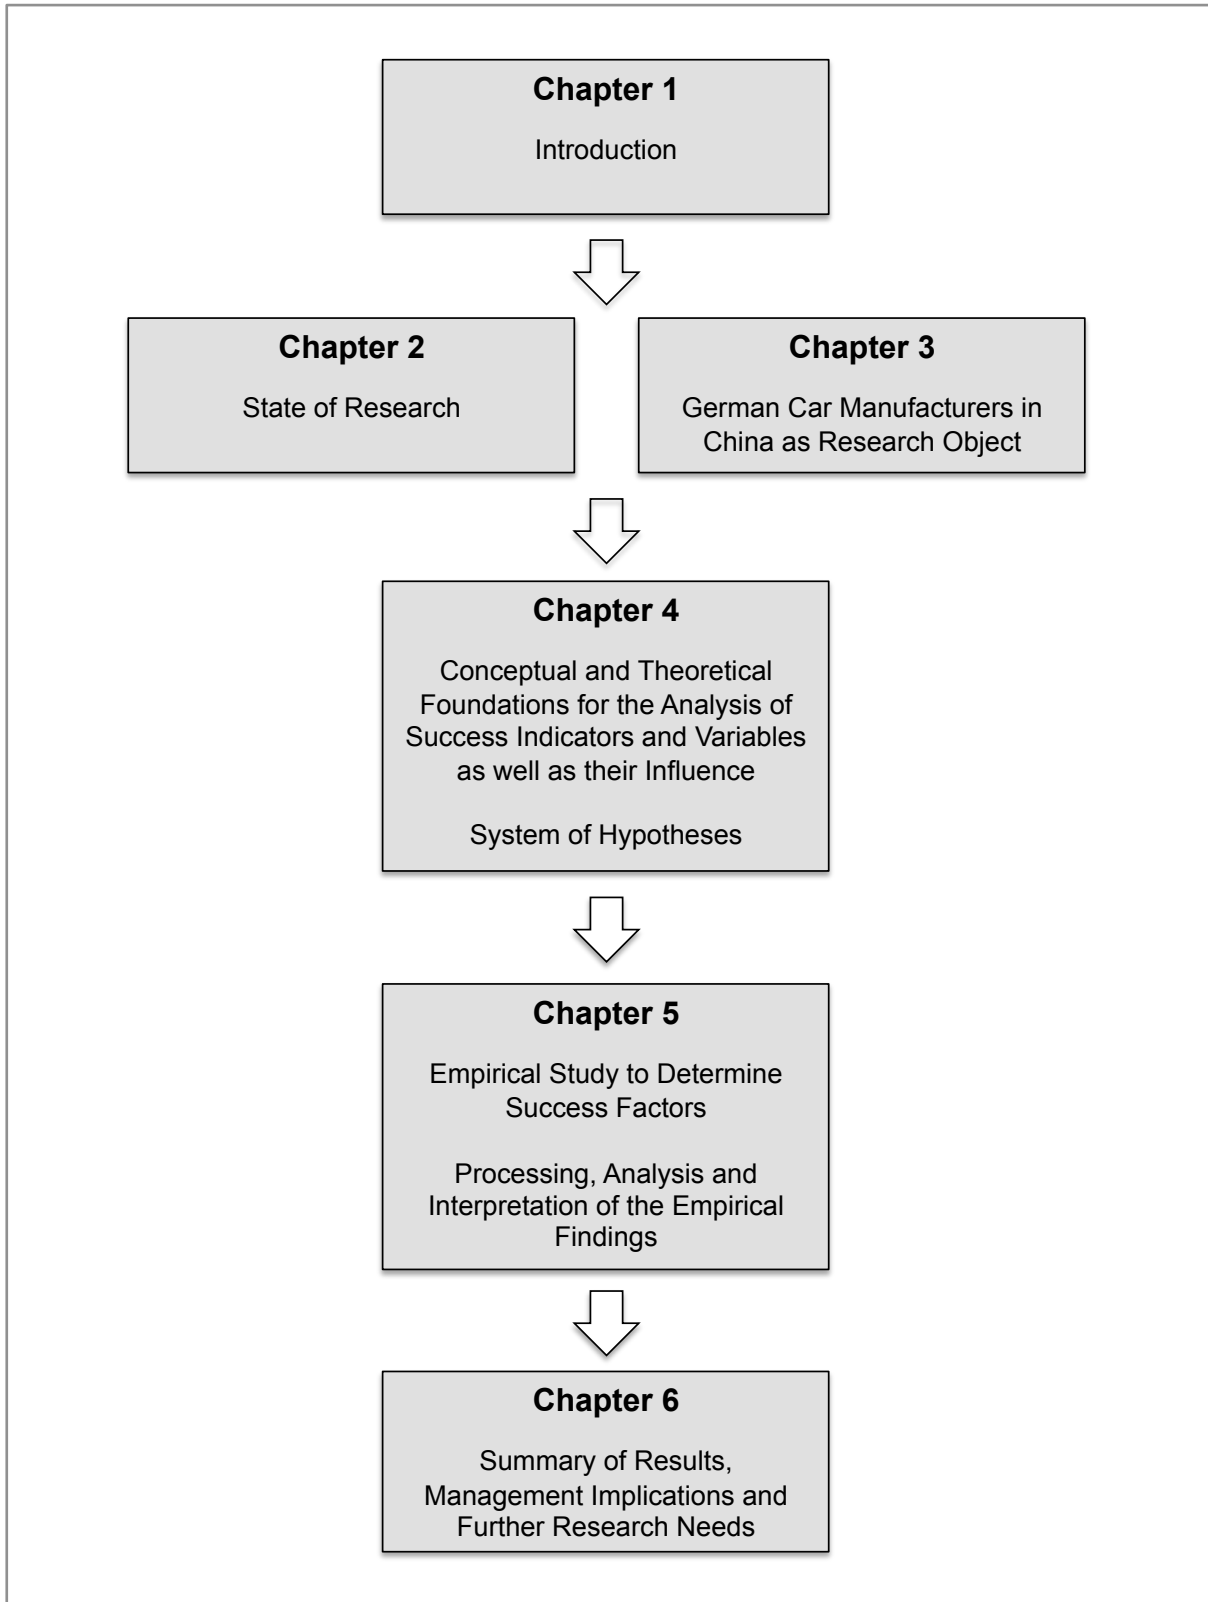 Chapter 1
Introduction
Chapter 2
State of Research
Chapter 3
German Car Manufacturers in
China as Research Object
Chapter 4
Conceptual and Theoretical
Foundations for the Analysis of
Success Indicators and Variables
as well as their Influence
System of Hypotheses
Chapter 5
Empirical Study to Determine
Success Factors
Processing, Analysis and
Interpretation of the Empirical
Findings
Chapter 6
Summary of Results,
Management Implications and
Further Research Needs